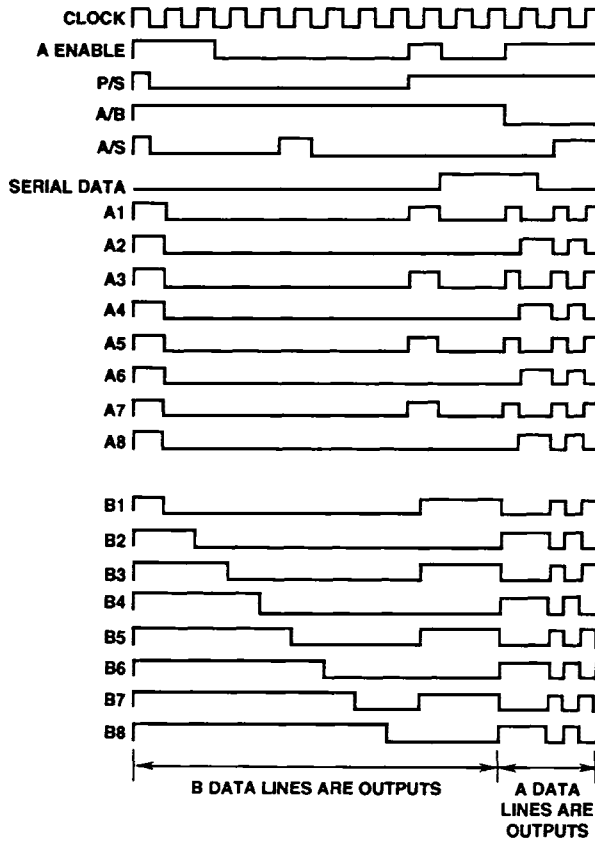 CLOCK
A ENABLE
P/S
A/B
A/S
SERIAL DATA
A1
A2
A3
A4
A5
A6
A7
A8
B1
B2
B3
B4
B5
B6
B7
B8
B DATA LINES ARE OUTPUTS
A DATA
LINES ARE
OUTPUTS